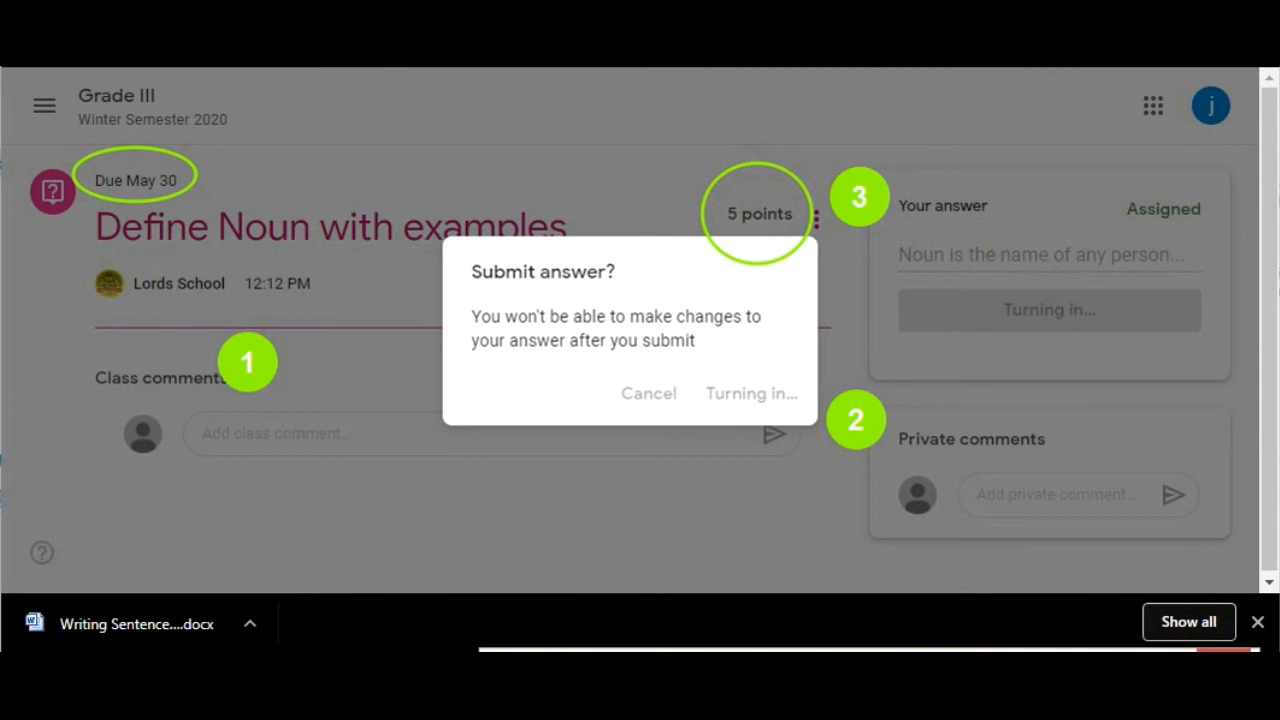 Grade III
Winter Semester 2020
j
Due May 30
Define Noun with examples
5 points
Lords School 12:12 PM
3
Your answer
Assigned
Noun is the name of any person...
Turning in...
Submit answer?
You won't be able to make changes to
your answer after you submit
Cancel
Turning in...
1
Class comments
Add class comment...
2
Private comments
Add private comment...
Writing Sentence....docx
Show all